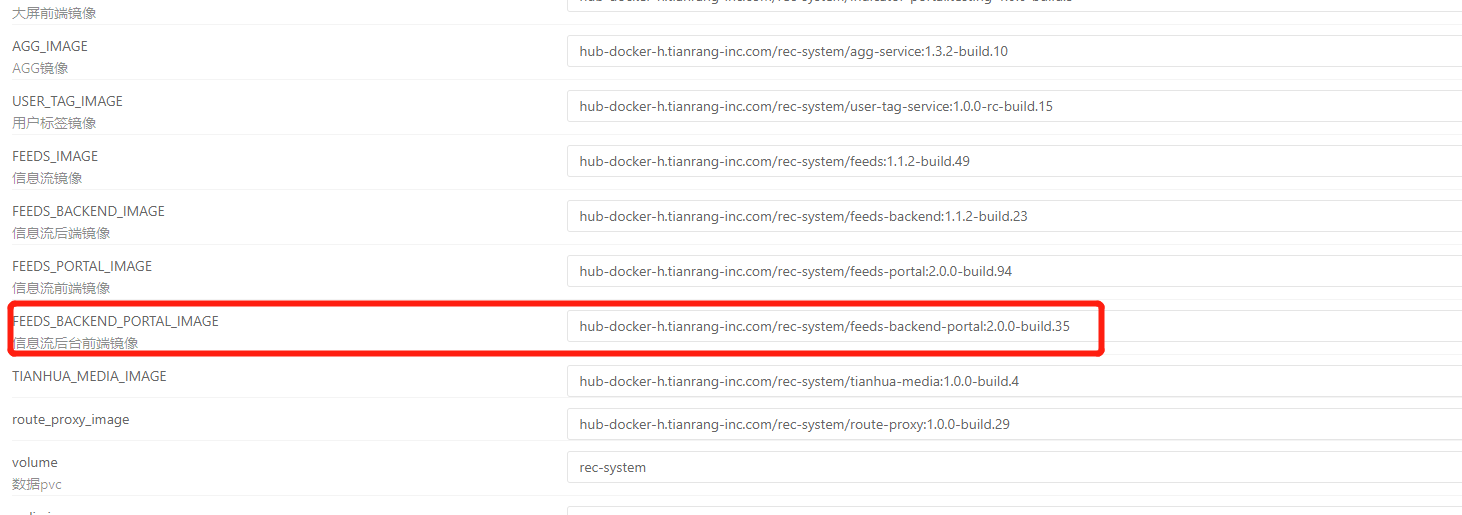 大屏前端镜像
AGG_IMAGE
hub-docker-h.tianrang-inc.com/rec-system/agg-service:1.3.2-build.10
AGG镜像
USER_TAG_IMAGE
hub-docker-h.tianrang-inc.com/rec-system/user-tag-service:1.0.0-rc-build.15
用户标签镜像
FEEDS_IMAGE
hub-docker-h.tianrang-inc.com/rec-system/feeds:1.1.2-build.49
信息流镜像
FEEDS_BACKEND_IMAGE
hub-docker-h.tianrang-inc.com/rec-system/feeds-backend:1.1.2-build.23
信息流后端镜像
FEEDS_PORTAL_IMAGE
hub-docker-h.tianrang-inc.com/rec-system/feeds-portal:2.0.0-build.94
信息流前端镜像
FEEDS_BACKEND_PORTAL_IMAGE
hub-docker-h.tianrang-inc.com/rec-system/feeds-backend-portal:2.0.0-build.35
信息流后台前端镜像
TIANHUA_MEDIA_IMAGE
hub-docker-h.tianrang-inc.com/rec-system/tianhua-media:1.0.0-build.4
route_proxy_image
hub-docker-h.tianrang-inc.com/rec-system/route-proxy:1.0.0-build.29
volume
rec-system
数据pvc